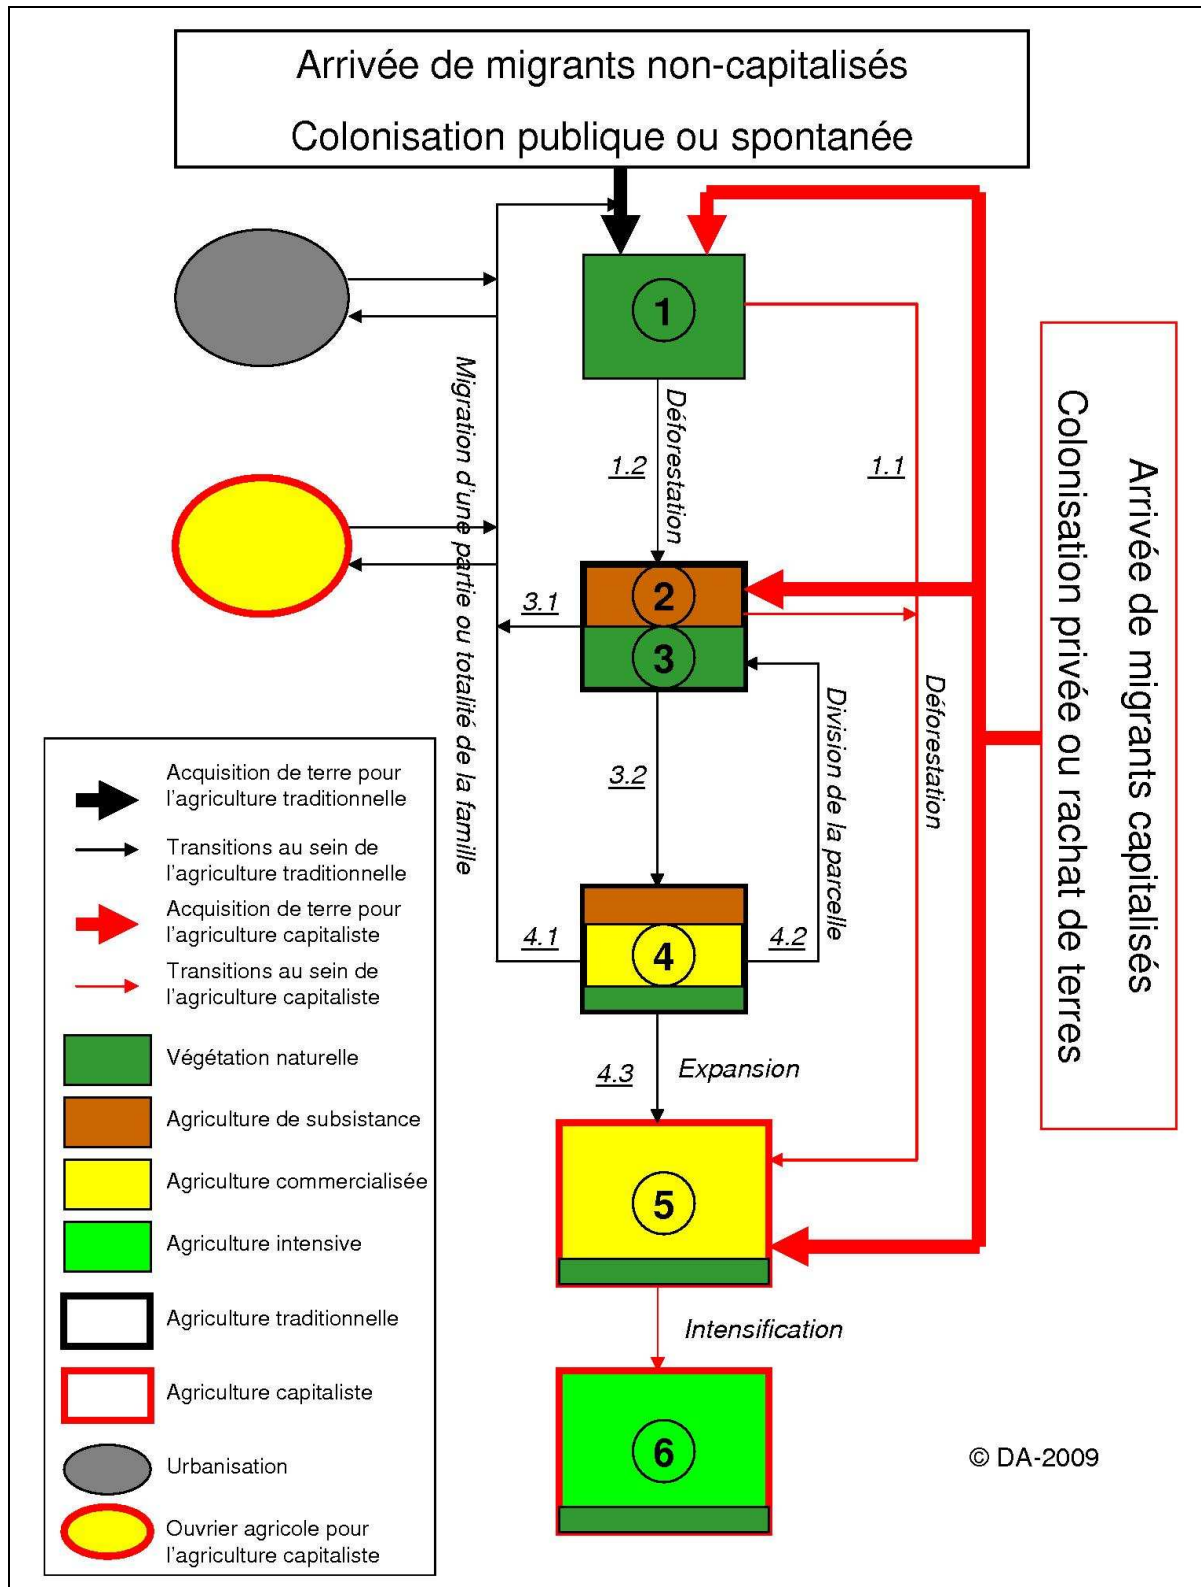 Arrivée de migrants non-capitalisés
Colonisation publique ou spontanée
1
Migration d'une partie ou totalité de la famille
Déforestation
1.2
1.1
Arrivée de migrants capitalisés
Colonisation privée ou rachat de terres
2
3.1
3
Déforestation
Division de la parcelle
3.2
4.1
4
4.2
4.3
Expansion
5
Intensification
6
© DA-2009
Acquisition de terre pour
l'agriculture traditionnelle
Transitions au sein de
l'agriculture traditionnelle
Acquisition de terre pour
l'agriculture capitaliste
Transitions au sein de
l'agriculture capitaliste
Végétation naturelle
Agriculture de subsistance
Agriculture commercialisée
Agriculture intensive
Agriculture traditionnelle
Agriculture capitaliste
Urbanisation
Ouvrier agricole pour
l'agriculture capitaliste